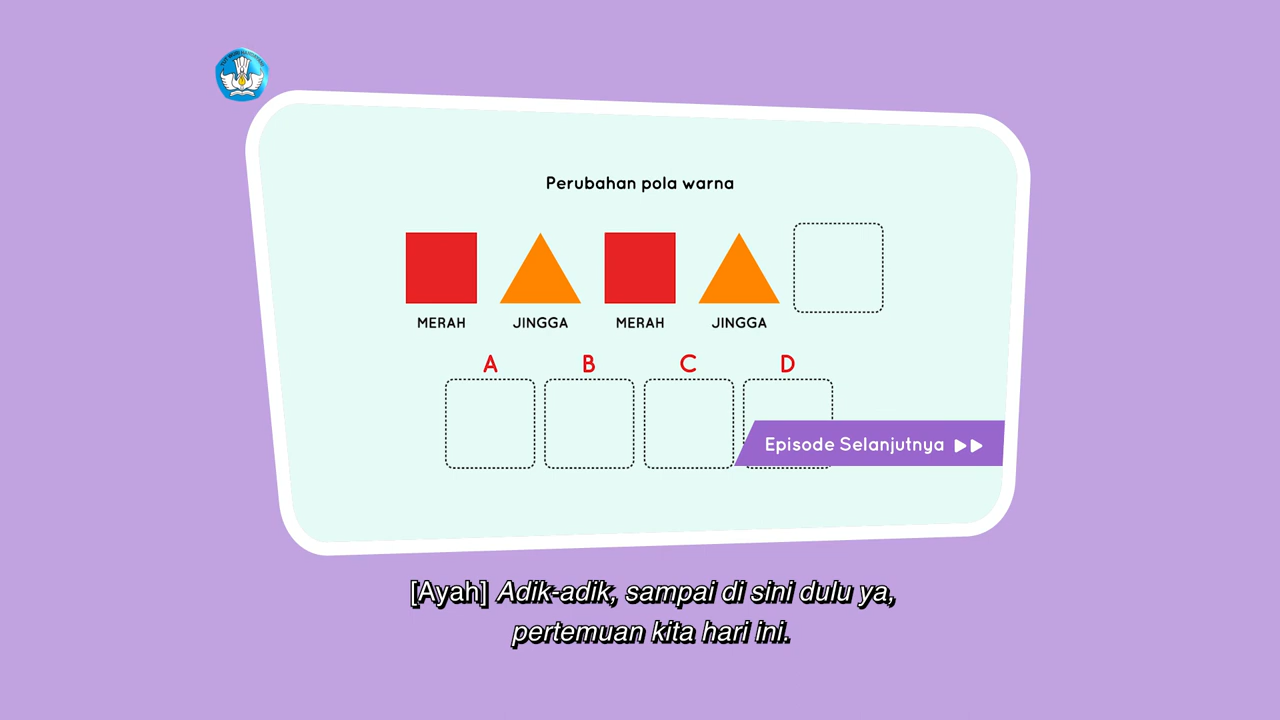 Perubahan pola warna
MERAH JINGGA MERAH JINGGA
A B C D
Episode Selanjutnya
[Ayah] Adik-adik, sampai di sini dulu ya,
pertemuan kita hari ini.